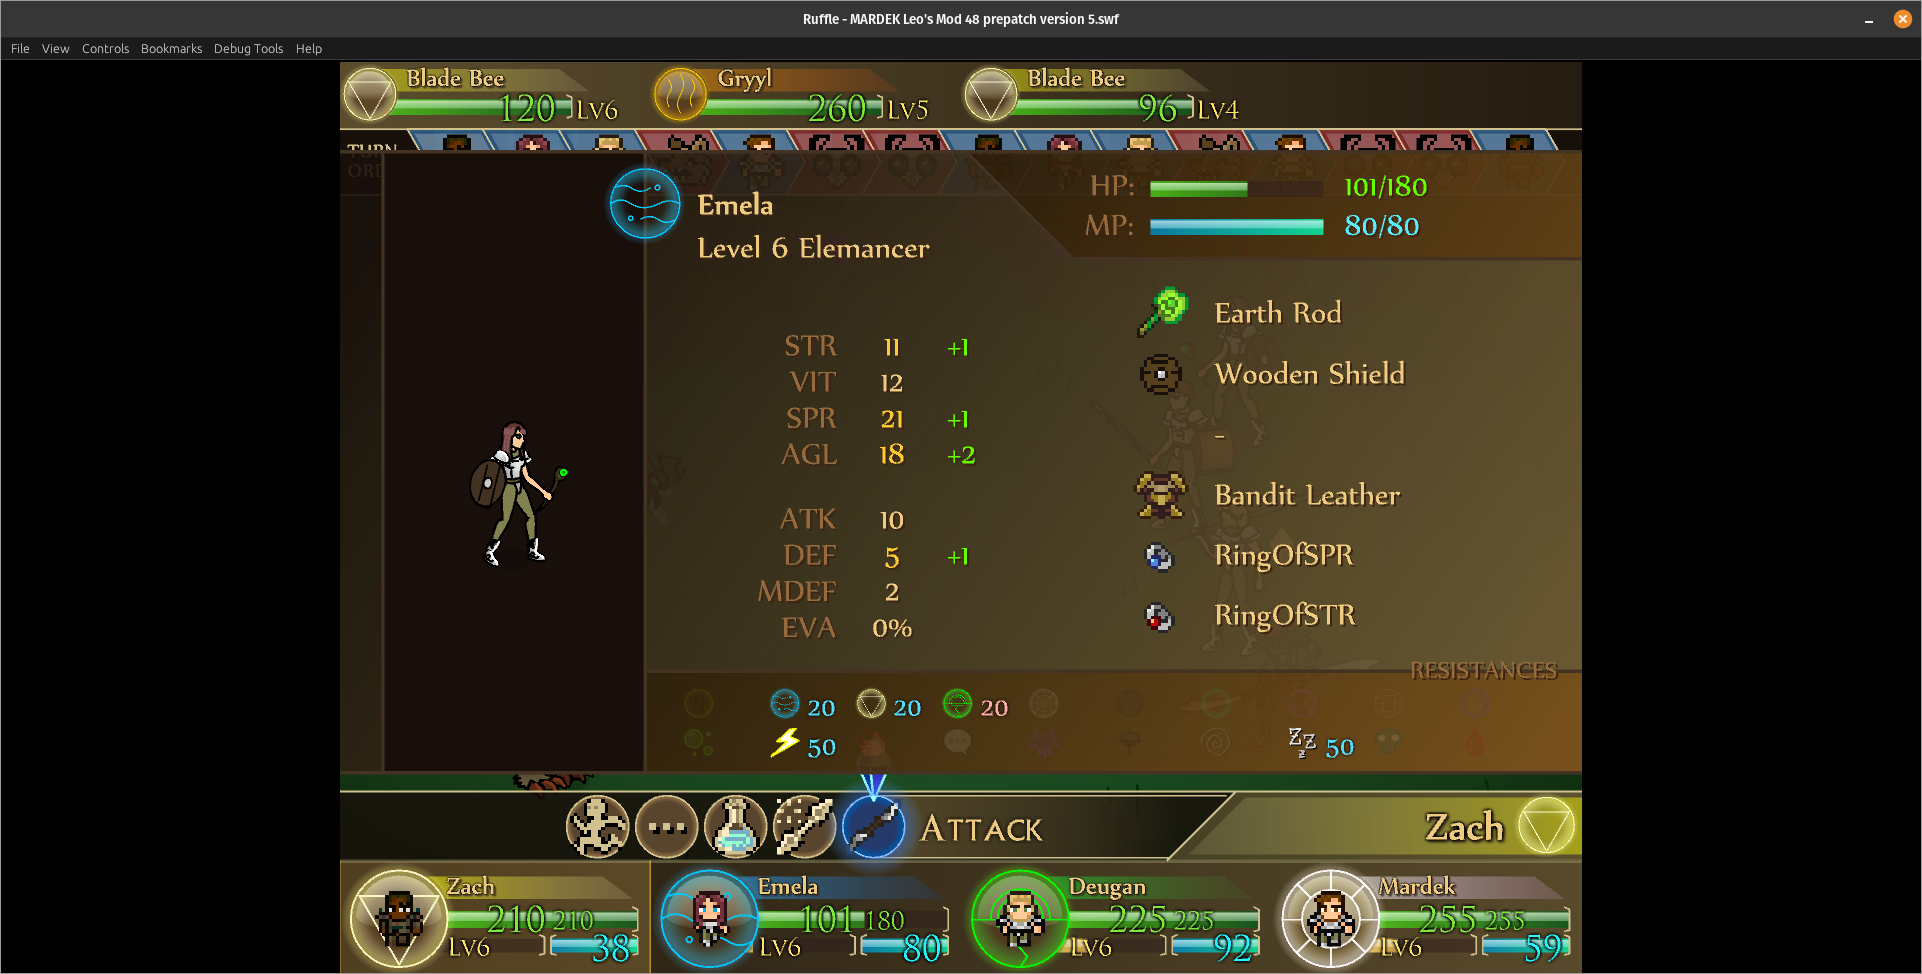 Ruffle - MARDEK Leo's Mod 48 prepatch version 5.swf
File View Controls Bookmarks Debug Tools Help
Blade Bee
120 Lv6
Gryyl
260 Lv5
Blade Bee
96 Lv4
TURN
ORD
Emela
Level 6 Elemancer
HP: 101/180
MP: 80/80
STR 11 +1
VIT 12
SPR 21 +1
AGL 18 +2
ATK 10
DEF 5 +1
MDEF 2
EVA 0%
Earth Rod
Wooden Shield
-
Bandit Leather
RingOfSPR
RingOfSTR
RESISTANCES
20 20 20
50 ZZZ 50
ATTACK
Zach
Zach
210 210
Lv6 38
Emela
101 180
Lv6 80
Deugan
225 225
Lv6 92
Mardek
255 255
Lv6 59